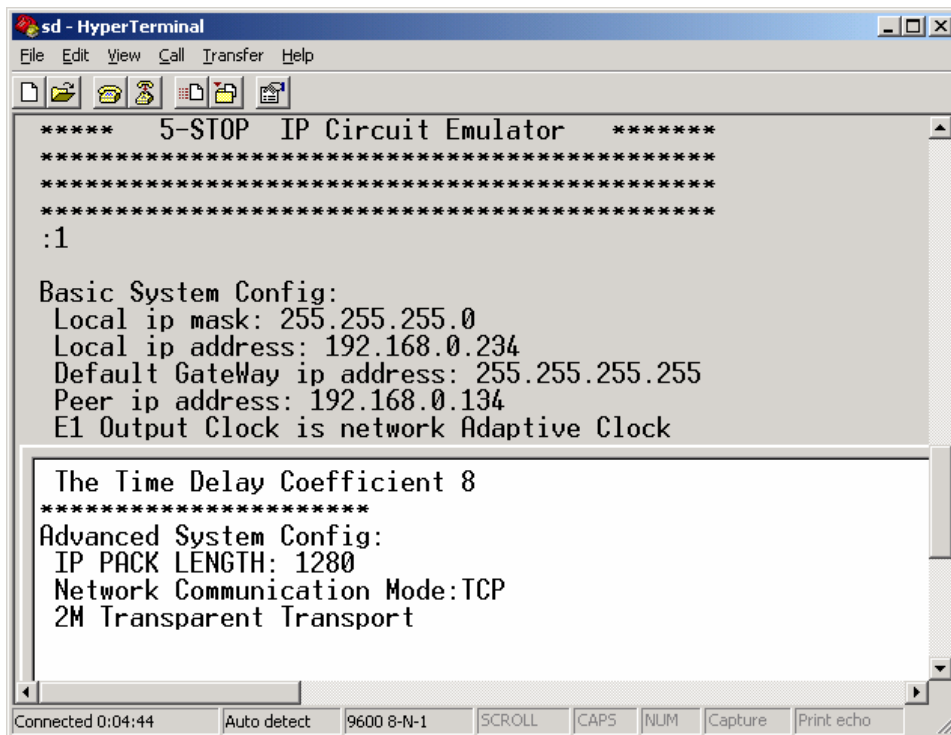 sd - HyperTerminal
File Edit View Call Transfer Help
***** 5-STOP IP Circuit Emulator *******
*********************************************
*********************************************
*********************************************
:1
Basic System Config:
Local ip mask: 255.255.255.0
Local ip address: 192.168.0.234
Default GateWay ip address: 255.255.255.255
Peer ip address: 192.168.0.134
E1 Output Clock is network Adaptive Clock
The Time Delay Coefficient 8
**********************
Advanced System Config:
IP PACK LENGTH: 1280
Network Communication Mode:TCP
2M Transparent Transport
Connected 0:04:44 Auto detect 9600 8-N-1 SCROLL CAPS NUM Capture Print echo